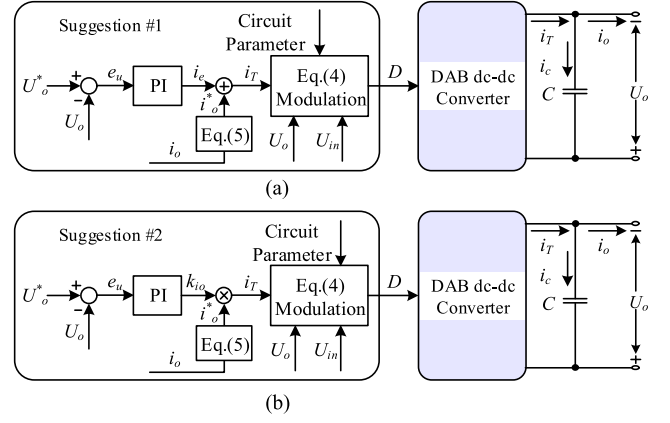 Suggestion #1
Circuit
Parameter
U*o
+
−
eu
PI
ie
+
iT
i*o
Eq.(4)
Modulation
D
DAB dc-dc
Converter
iT
io
ic
C
Uo
−
+
Uo
io
Eq.(5)
Uo
Uin
(a)
Suggestion #2
Circuit
Parameter
U*o
+
−
eu
PI
kio
×
iT
i*o
Eq.(4)
Modulation
D
DAB dc-dc
Converter
iT
io
ic
C
Uo
−
+
Uo
io
Eq.(5)
Uo
Uin
(b)